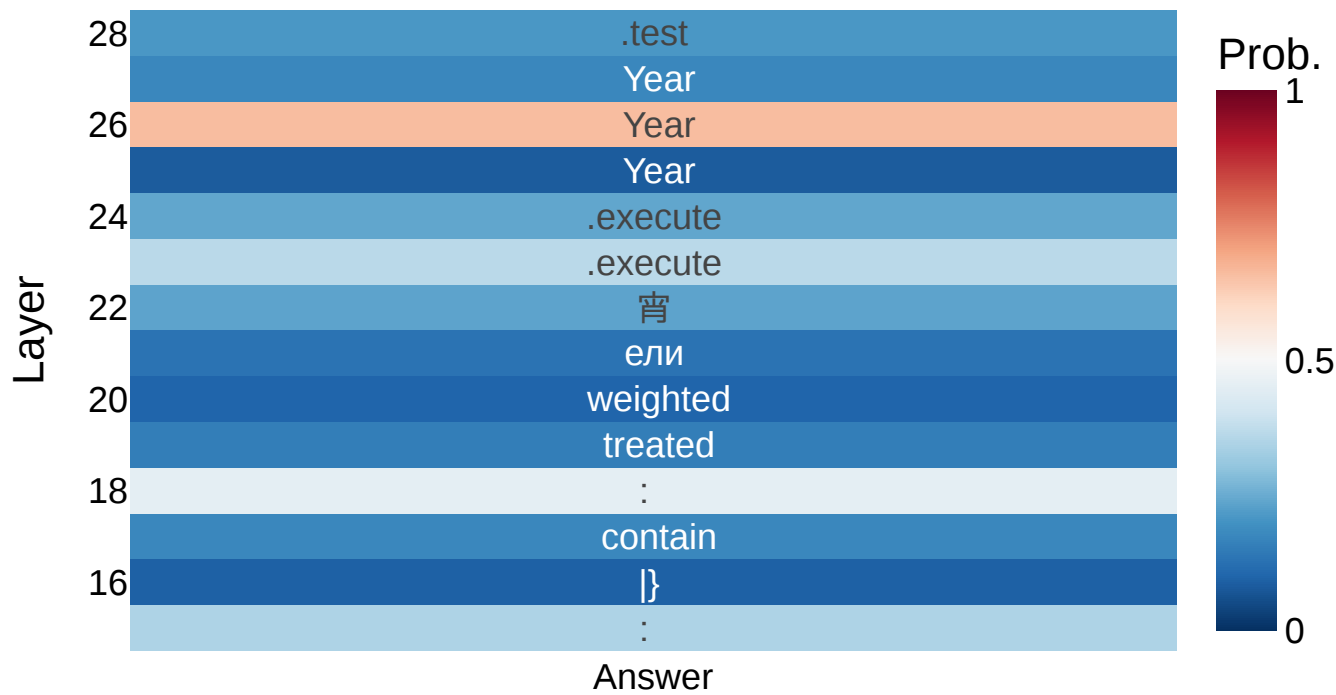 28
.test
Year
26
Year
Year
24
.execute
.execute
22
宵
ели
20
weighted
treated
18
:
contain
16
|}
:
Layer
Answer
Prob.
1
0.5
0